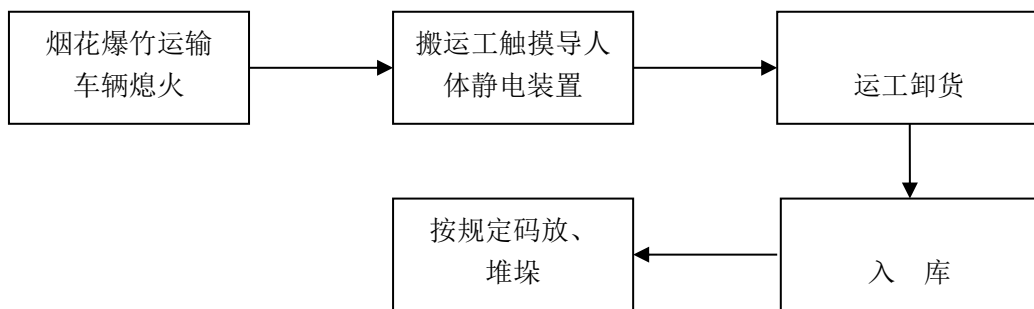 烟花爆竹运输
车辆熄火
搬运工触摸导人
体静电装置
运工卸货
入 库
按规定码放、
堆垛